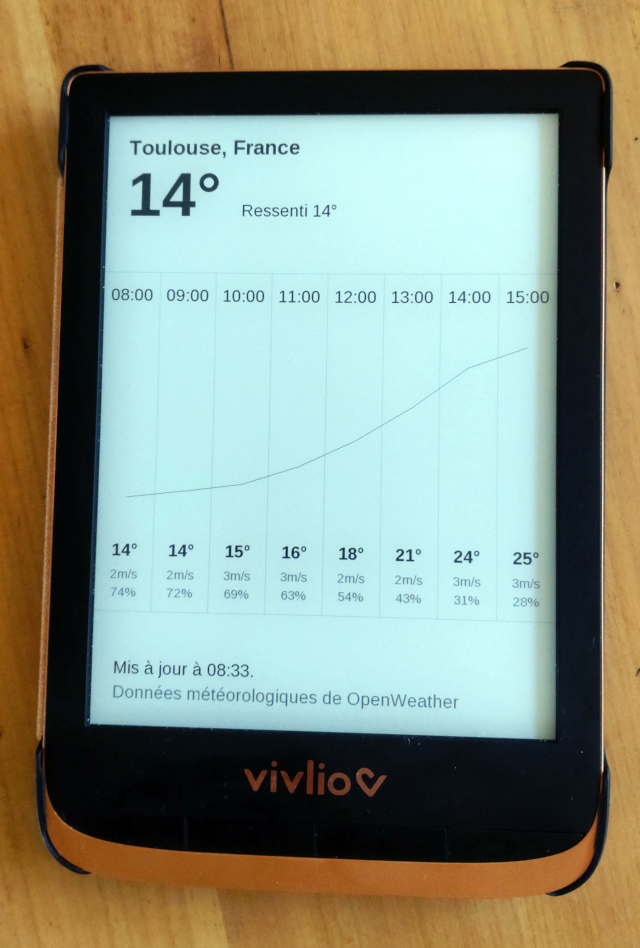 Toulouse, France
14° Ressenti 14°
08:00 09:00 10:00 11:00 12:00 13:00 14:00 15:00
14° 14° 15° 16° 18° 21° 24° 25°
2m/s 2m/s 3m/s 3m/s 2m/s 2m/s 3m/s 3m/s
74% 72% 69% 63% 54% 43% 31% 28%
Mis à jour à 08:33.
Données météorologiques de OpenWeather
vivlio